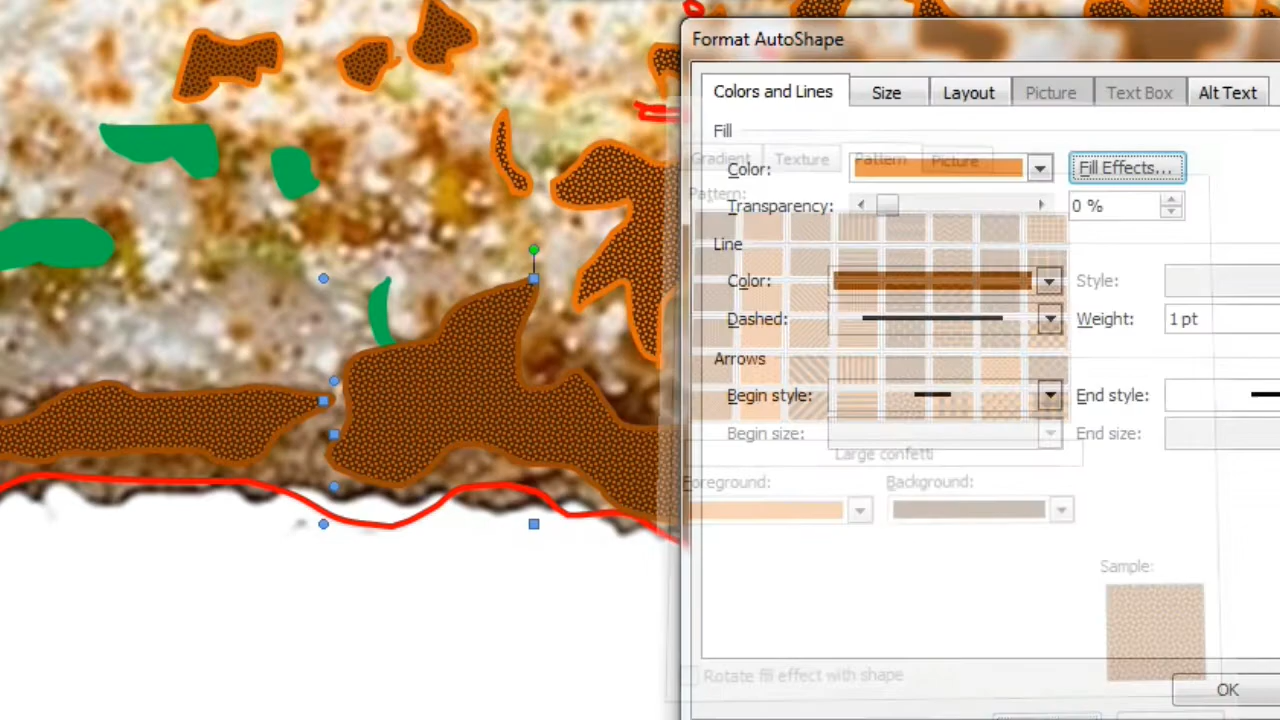 Format AutoShape
Colors and Lines Size Layout Picture Text Box Alt Text
Fill
Gradient Texture Pattern Picture
Color: Fill Effects...
Pattern:
Transparency: 0 %
Line
Color: Style:
Dashed: Weight: 1 pt
Arrows
Begin style: End style:
Begin size: End size:
Large confetti
Foreground: Background:
Sample:
Rotate fill effect with shape
OK